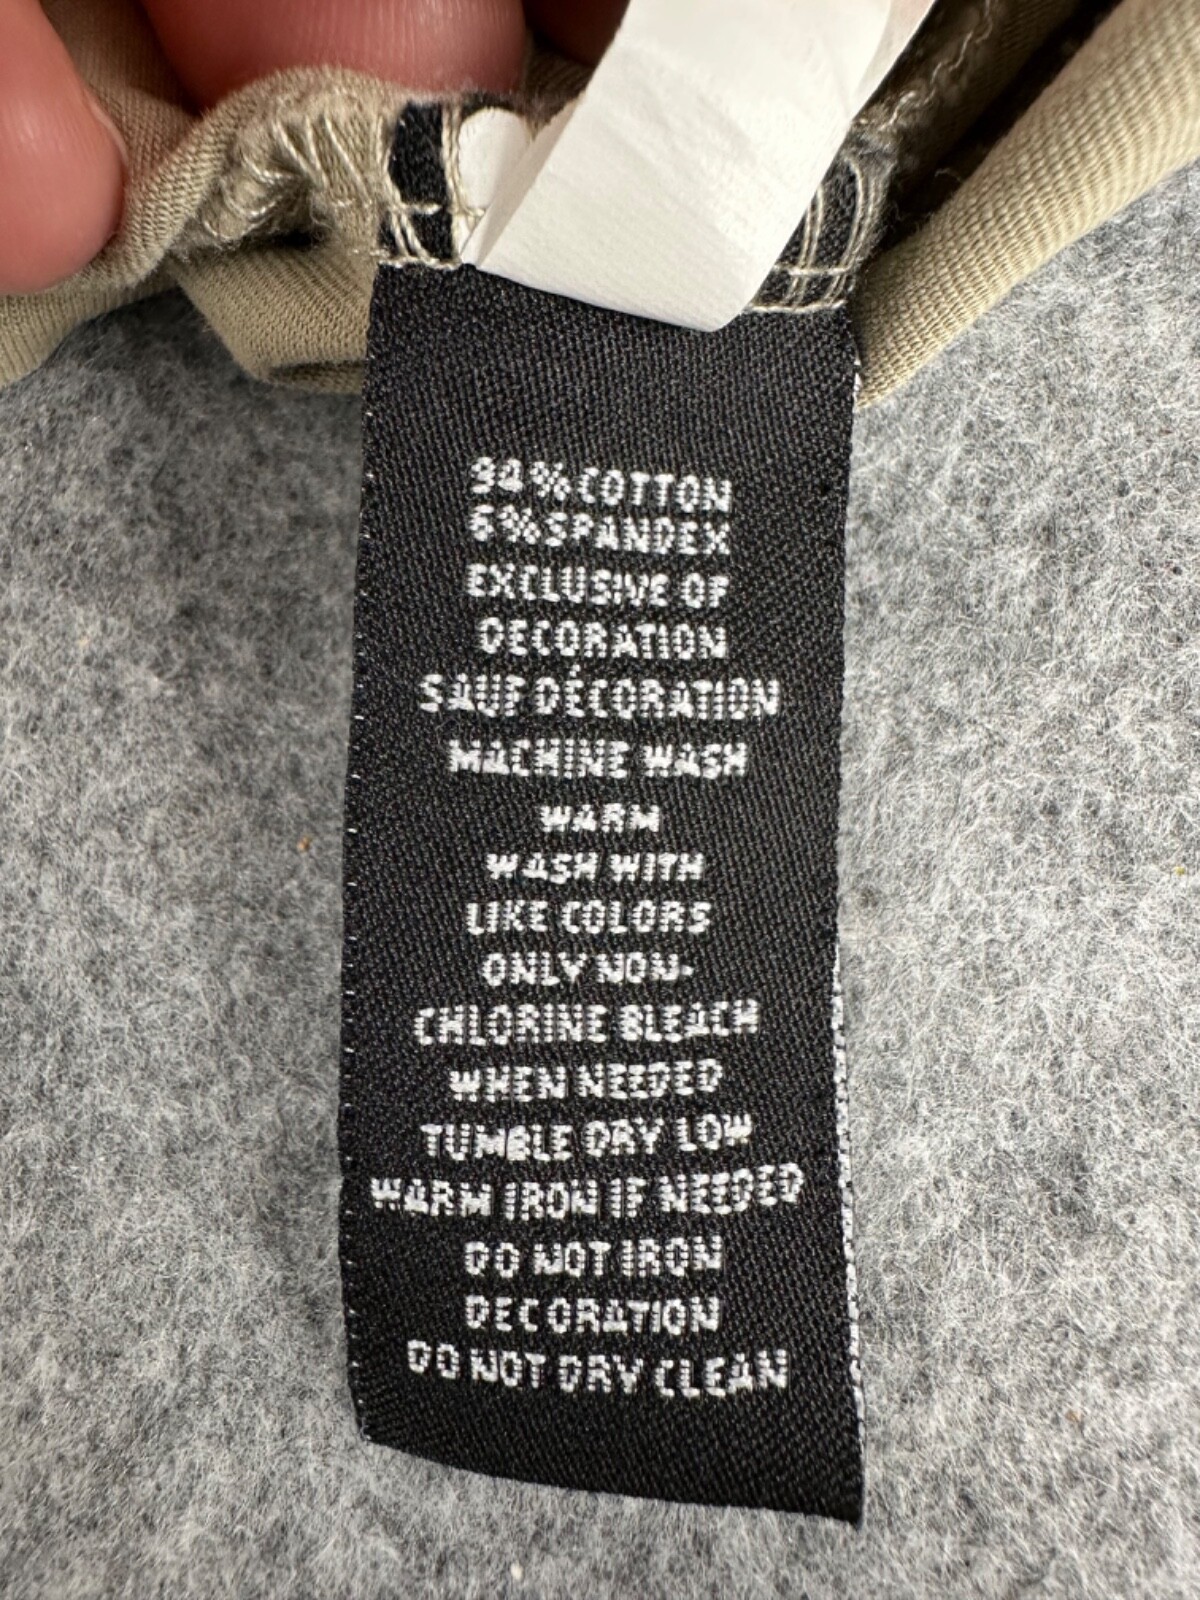 94% COTTON
6% SPANDEX
EXCLUSIVE OF
DECORATION
SAUF DÉCORATION
MACHINE WASH
WARM
WASH WITH
LIKE COLORS
ONLY NON-
CHLORINE BLEACH
WHEN NEEDED
TUMBLE DRY LOW
WARM IRON IF NEEDED
DO NOT IRON
DECORATION
DO NOT DRY CLEAN